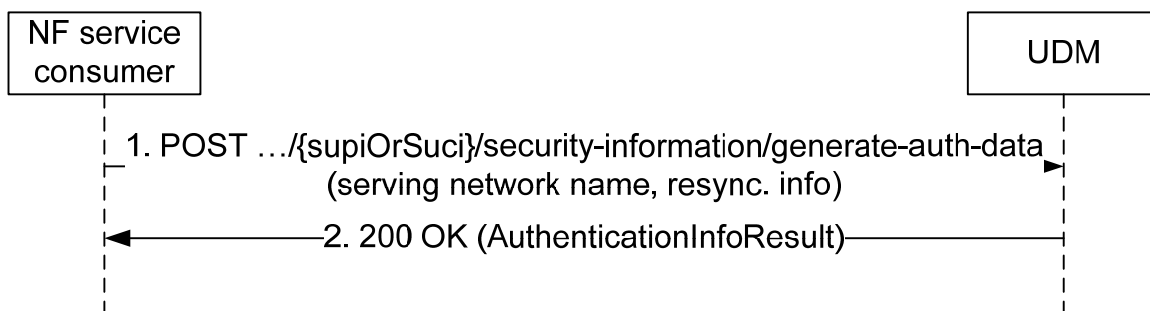 NF service
consumer
UDM
1. POST …/{supiOrSuci}/security-information/generate-auth-data
(serving network name, resync. info)
2. 200 OK (AuthenticationInfoResult)